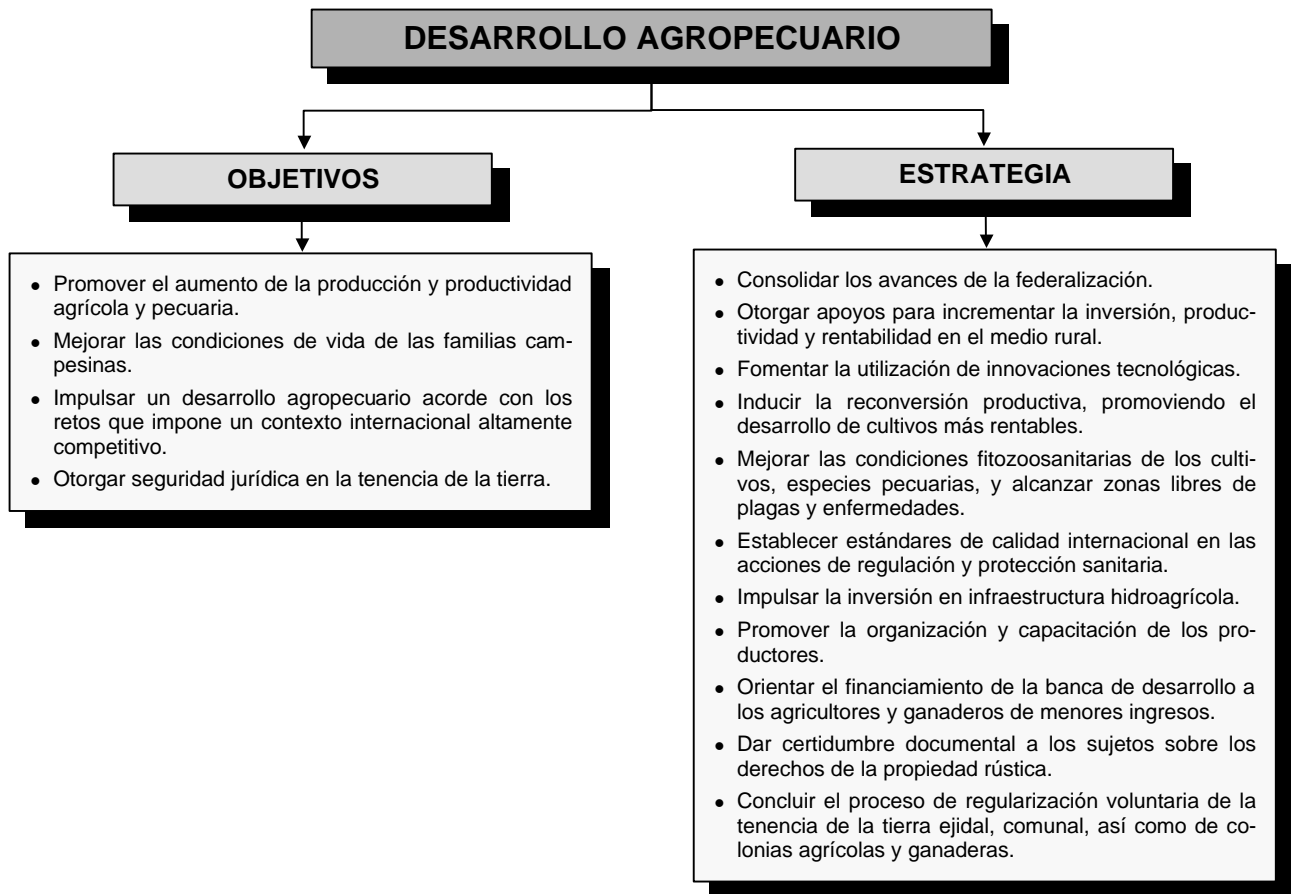 DESARROLLO AGROPECUARIO
OBJETIVOS
• Promover el aumento de la producción y productividad
agrícola y pecuaria.
• Mejorar las condiciones de vida de las familias cam-
pesinas.
• Impulsar un desarrollo agropecuario acorde con los
retos que impone un contexto internacional altamente
competitivo.
• Otorgar seguridad jurídica en la tenencia de la tierra.
ESTRATEGIA
• Consolidar los avances de la federalización.
• Otorgar apoyos para incrementar la inversión, produc-
tividad y rentabilidad en el medio rural.
• Fomentar la utilización de innovaciones tecnológicas.
• Inducir la reconversión productiva, promoviendo el
desarrollo de cultivos más rentables.
• Mejorar las condiciones fitozoosanitarias de los culti-
vos, especies pecuarias, y alcanzar zonas libres de
plagas y enfermedades.
• Establecer estándares de calidad internacional en las
acciones de regulación y protección sanitaria.
• Impulsar la inversión en infraestructura hidroagrícola.
• Promover la organización y capacitación de los pro-
ductores.
• Orientar el financiamiento de la banca de desarrollo a
los agricultores y ganaderos de menores ingresos.
• Dar certidumbre documental a los sujetos sobre los
derechos de la propiedad rústica.
• Concluir el proceso de regularización voluntaria de la
tenencia de la tierra ejidal, comunal, así como de co-
lonias agrícolas y ganaderas.